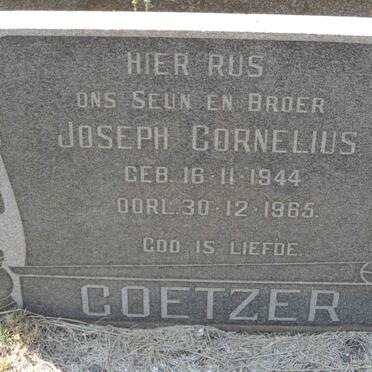 HIER RUS
ONS SEUN EN BROER
JOSEPH CORNELIUS
GEB. 16-11-1944
OORL. 30-12-1965.
GOD IS LIEFDE.
COETZER